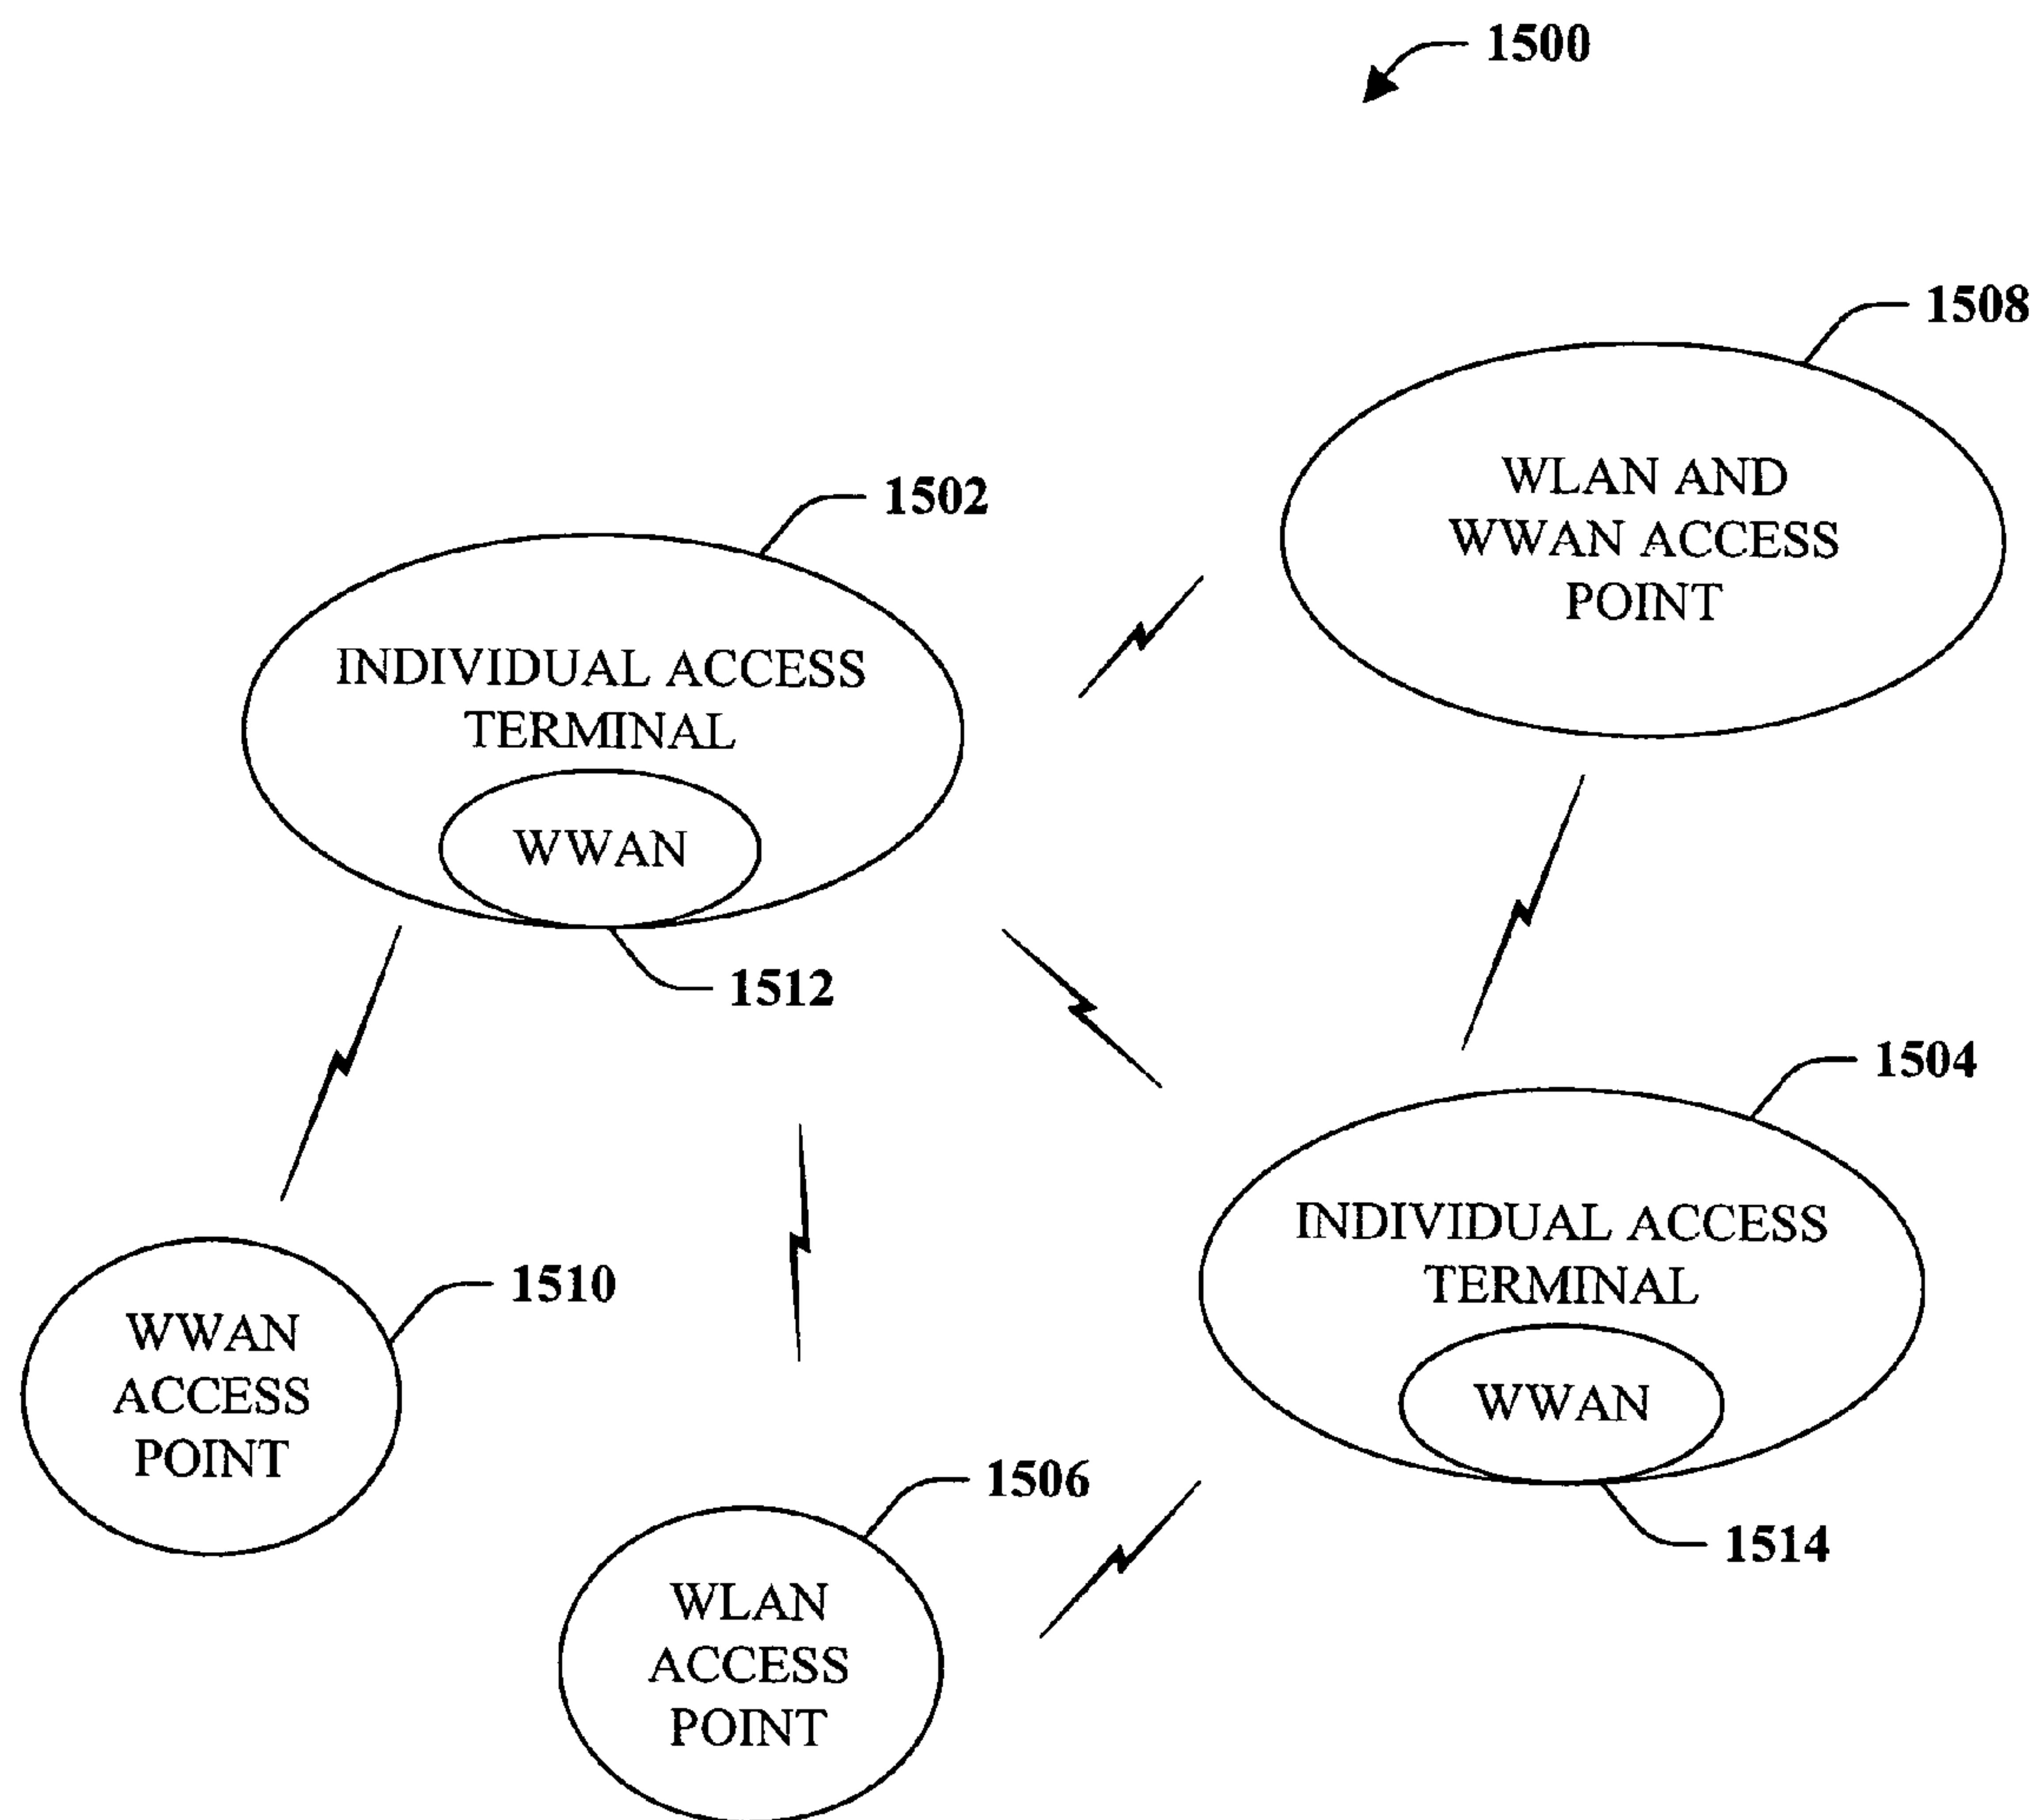 1500
1508
WLAN AND
WWAN ACCESS
POINT
1502
INDIVIDUAL ACCESS
TERMINAL
WWAN
1512
1504
INDIVIDUAL ACCESS
TERMINAL
WWAN
1514
1510
WWAN
ACCESS
POINT
1506
WLAN
ACCESS
POINT